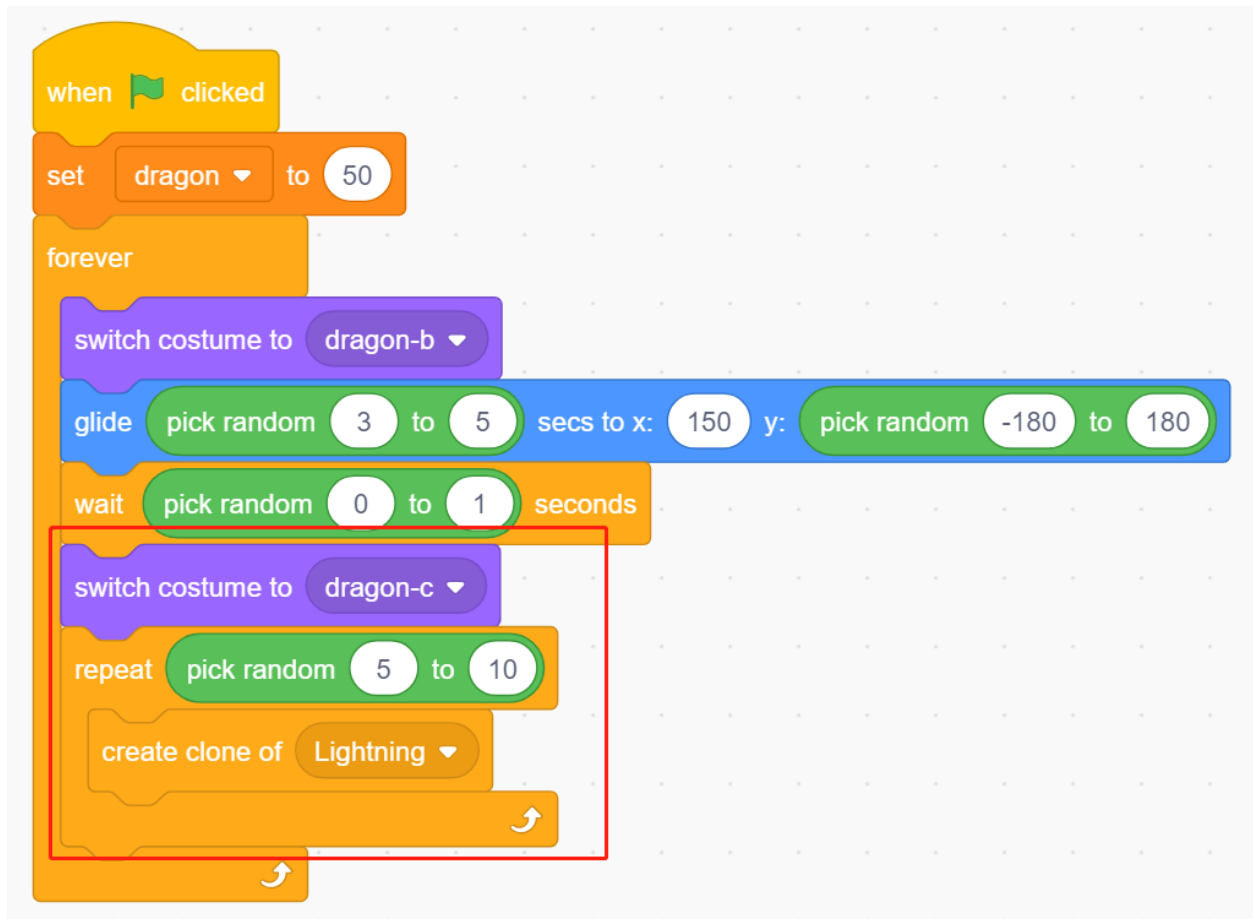 when clicked
set dragon to 50
forever
switch costume to dragon-b
glide pick random 3 to 5 secs to x: 150 y: pick random -180 to 180
wait pick random 0 to 1 seconds
switch costume to dragon-c
repeat pick random 5 to 10
create clone of Lightning